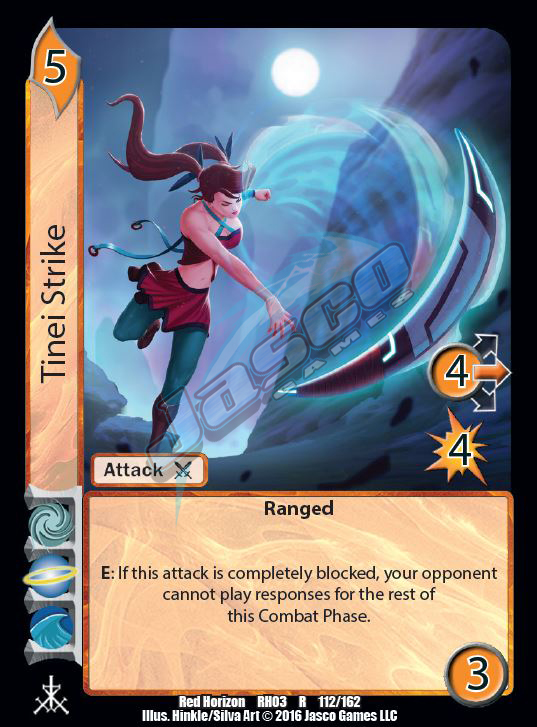 5
Tinei Strike
Jasco
GAMES
4
4
Attack
Ranged
E: If this attack is completely blocked, your opponent
cannot play responses for the rest of
this Combat Phase.
3
Red Horizon RH03 R 112/162
Illus. Hinkle/Silva Art © 2016 Jasco Games LLC